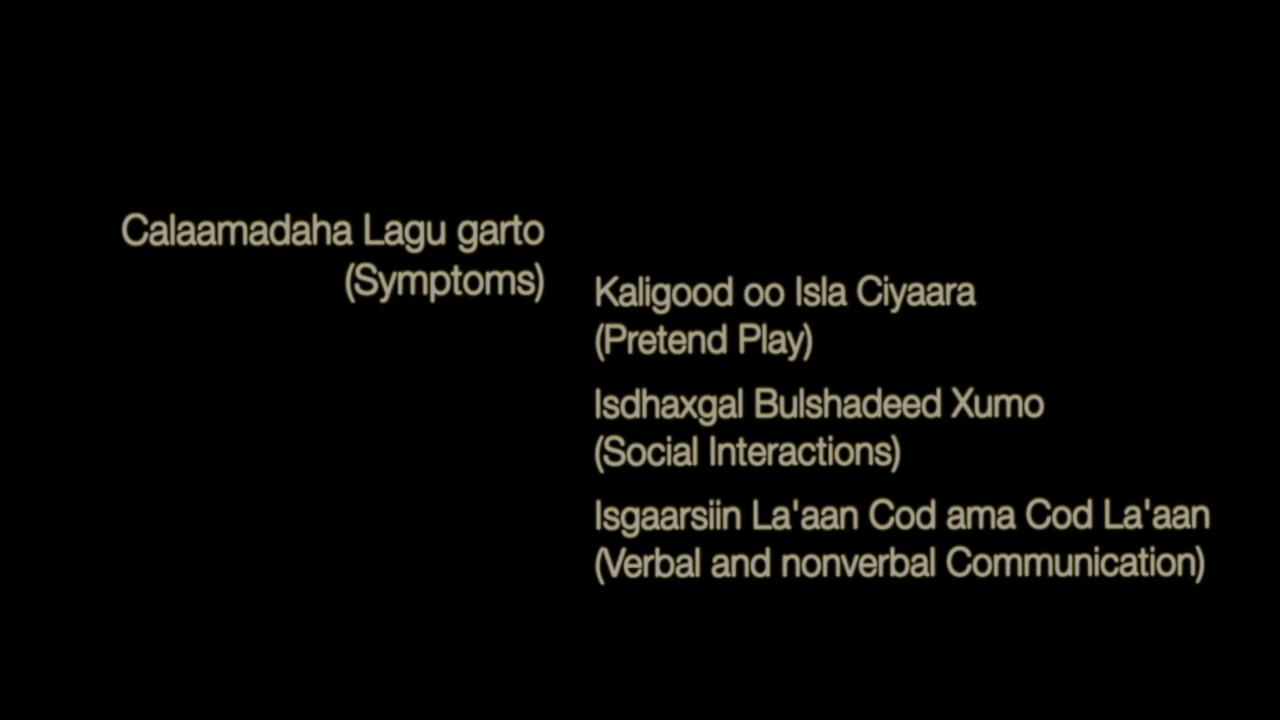 Calaamadaha Lagu garto
(Symptoms)
Kaligood oo Isla Ciyaara
(Pretend Play)
Isdhaxgal Bulshadeed Xumo
(Social Interactions)
Isgaarsiin La'aan Cod ama Cod La'aan
(Verbal and nonverbal Communication)